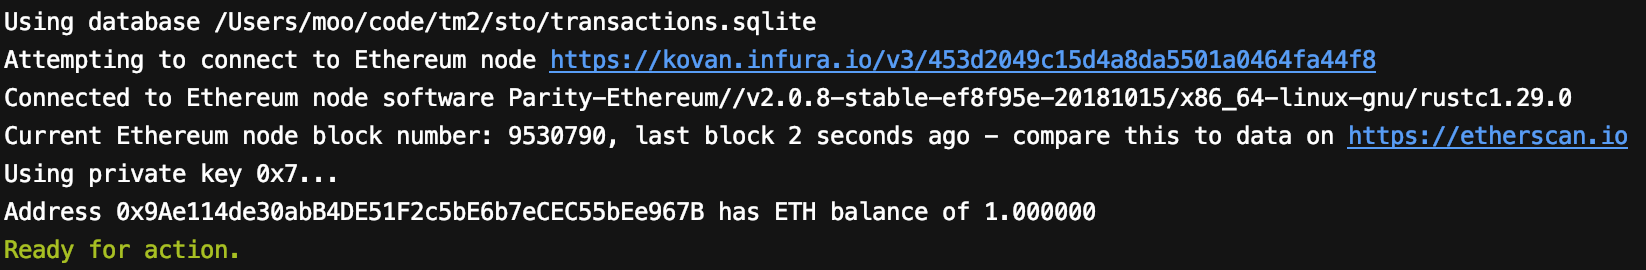 Using database /Users/moo/code/tm2/sto/transactions.sqlite
Attempting to connect to Ethereum node https://kovan.infura.io/v3/453d2049c15d4a8da5501a0464fa44f8
Connected to Ethereum node software Parity-Ethereum//v2.0.8-stable-ef8f95e-20181015/x86_64-linux-gnu/rustc1.29.0
Current Ethereum node block number: 9530790, last block 2 seconds ago - compare this to data on https://etherscan.io
Using private key 0x7...
Address 0x9Ae114de30abB4DE51F2c5bE6b7eCEC55bEe967B has ETH balance of 1.000000
Ready for action.